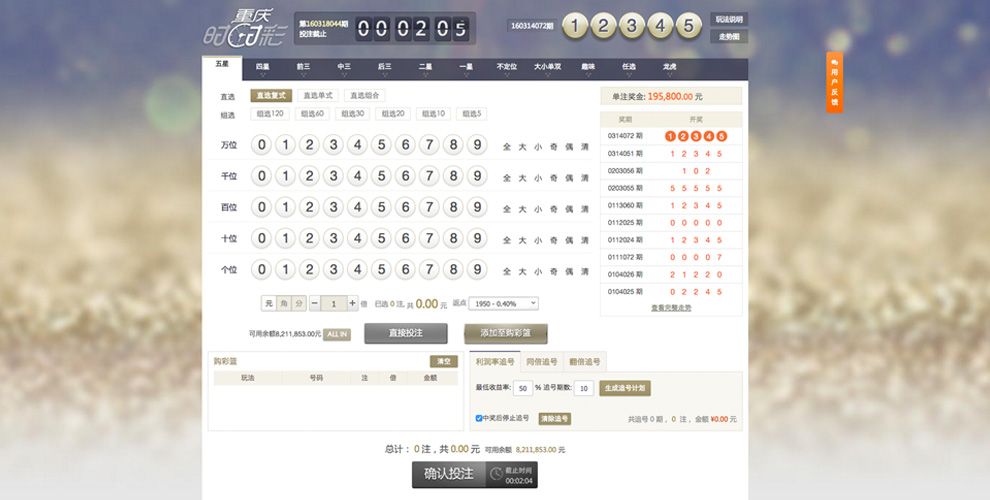 重庆
时时彩
第160318044期
投注截止
000205
160314072期
1 2 3 4 5
玩法说明
走势图
五星 四星 前三 中三 后三 二星 一星 不定位 大小单双 趣味 任选 龙虎
用户反馈
直选 直选复式 直选单式 直选组合
组选 组选120 组选60 组选30 组选20 组选10 组选5
万位 0 1 2 3 4 5 6 7 8 9 全 大 小 奇 偶 清
千位 0 1 2 3 4 5 6 7 8 9 全 大 小 奇 偶 清
百位 0 1 2 3 4 5 6 7 8 9 全 大 小 奇 偶 清
十位 0 1 2 3 4 5 6 7 8 9 全 大 小 奇 偶 清
个位 0 1 2 3 4 5 6 7 8 9 全 大 小 奇 偶 清
元 角 分 − 1 + 倍 已选 0 注, 共 0.00 元 返点 1950 - 0.40%
可用余额8,211,853.00元 ALL IN 直接投注 添加至购彩篮
单注奖金: 195,800.00 元
奖期 开奖
0314072 期 1 2 3 4 5
0314051 期 1 2 3 4 5
0203056 期 1 0 2
0203055 期 5 5 5 5 5
0113060 期 1 2 3 4 5
0112025 期 0 0 0 0 0
0112024 期 1 2 3 4 5
0111072 期 0 0 0 0 7
0104026 期 2 1 2 2 0
0104025 期 0 2 2 4 5
查看完整走势
购彩篮 清空
玩法 号码 注 倍 金额
利润率追号 同倍追号 翻倍追号
最低收益率: 50 % 追号期数: 10 生成追号计划
中奖后停止追号 清除追号 共追号 0 期， 0 注，金额 ¥0.00 元
总计： 0 注，共 0.00 元 可用余额 8,211,853.00 元
确认投注 截止时间
00:02:04